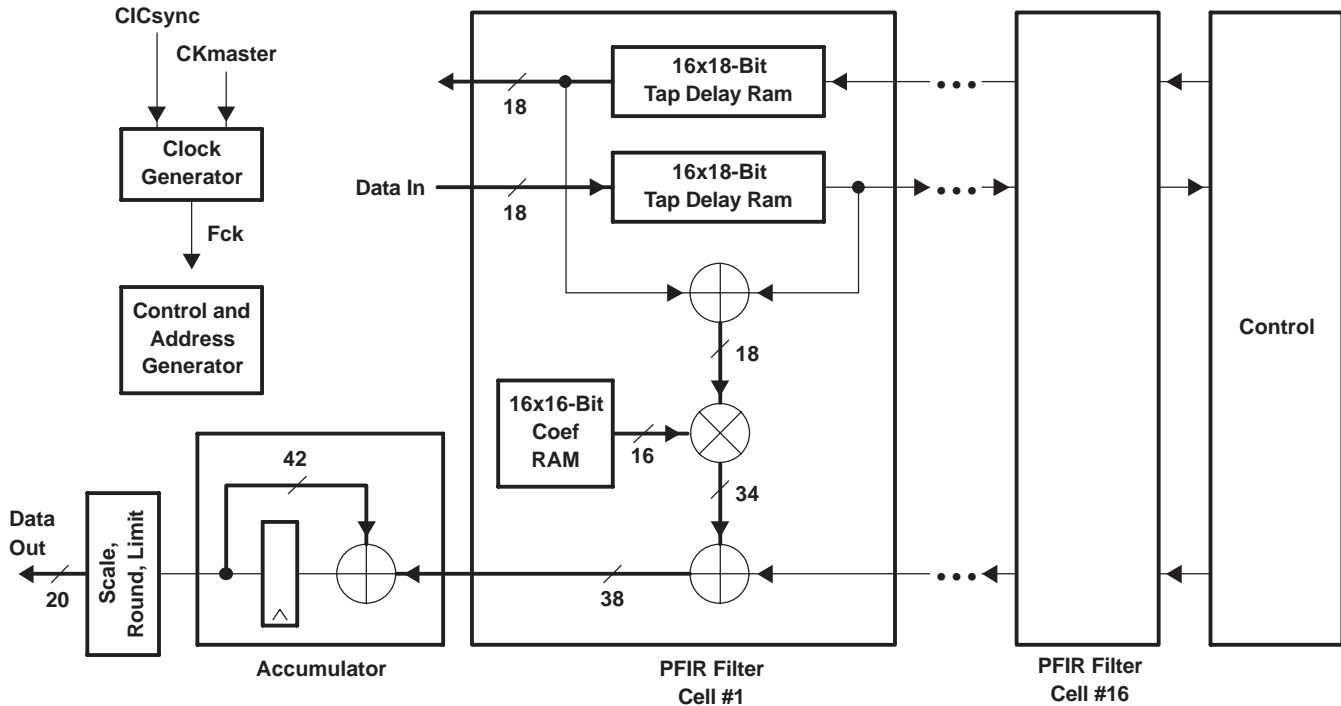 CICsync
CKmaster
Clock
Generator
Fck
Control and
Address
Generator
18
16x18-Bit
Tap Delay Ram
Data In
18
16x18-Bit
Tap Delay Ram
18
16x16-Bit
Coef
RAM
16
34
38
42
Data
Out
20
Scale,
Round, Limit
Accumulator
PFIR Filter
Cell #1
PFIR Filter
Cell #16
Control